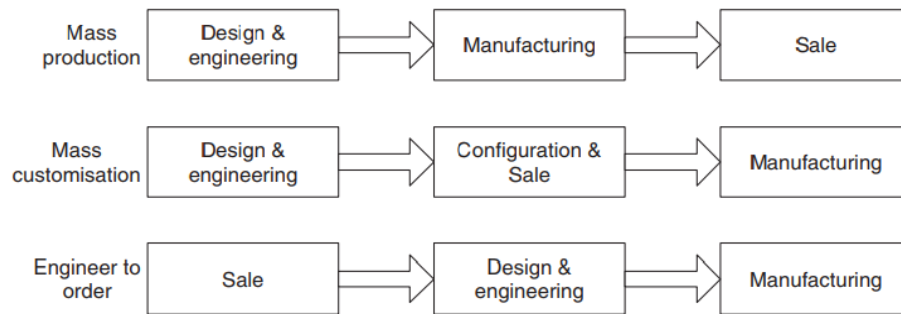 Mass
production
Design &
engineering
Manufacturing
Sale
Mass
customisation
Design &
engineering
Configuration &
Sale
Manufacturing
Engineer to
order
Sale
Design &
engineering
Manufacturing